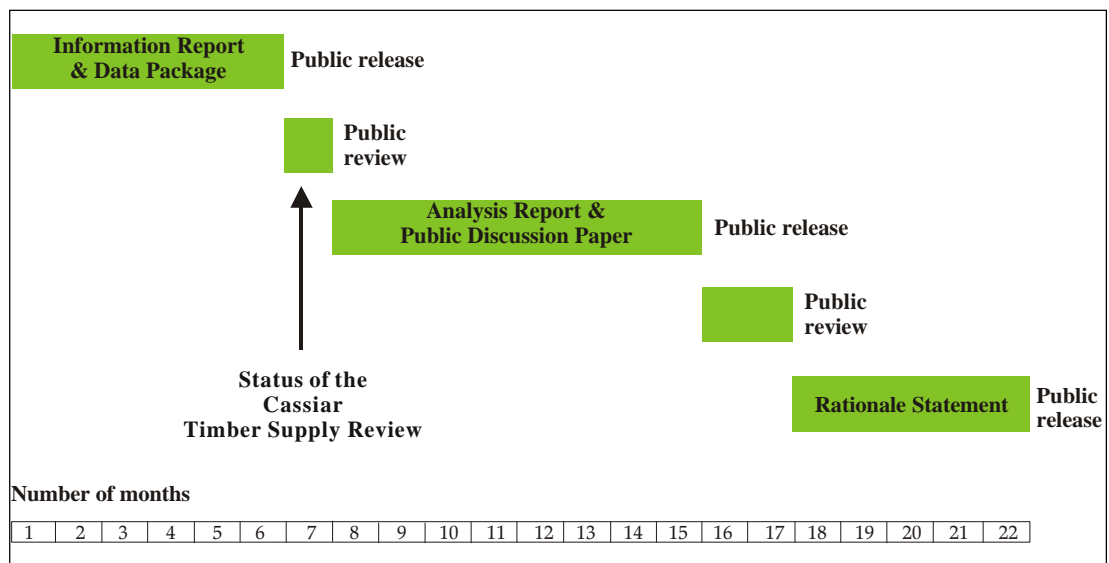 Information Report
& Data Package
Public release
Public
review
Analysis Report &
Public Discussion Paper
Public release
Public
review
Status of the
Cassiar
Timber Supply Review
Rationale Statement
Public
release
Number of months
1 2 3 4 5 6 7 8 9 10 11 12 13 14 15 16 17 18 19 20 21 22